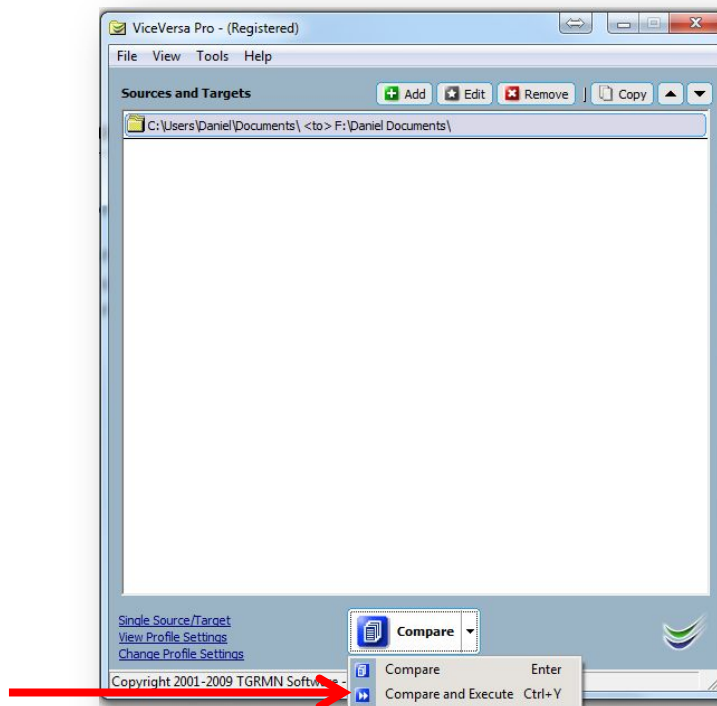 ViceVersa Pro - (Registered)
File View Tools Help
Sources and Targets Add Edit Remove Copy
C:\Users\Daniel\Documents\ <to> F:\Daniel Documents\
Single Source/Target
View Profile Settings
Change Profile Settings
Compare
Compare Enter
Copyright 2001-2009 TGRMN Software -
Compare and Execute Ctrl+Y